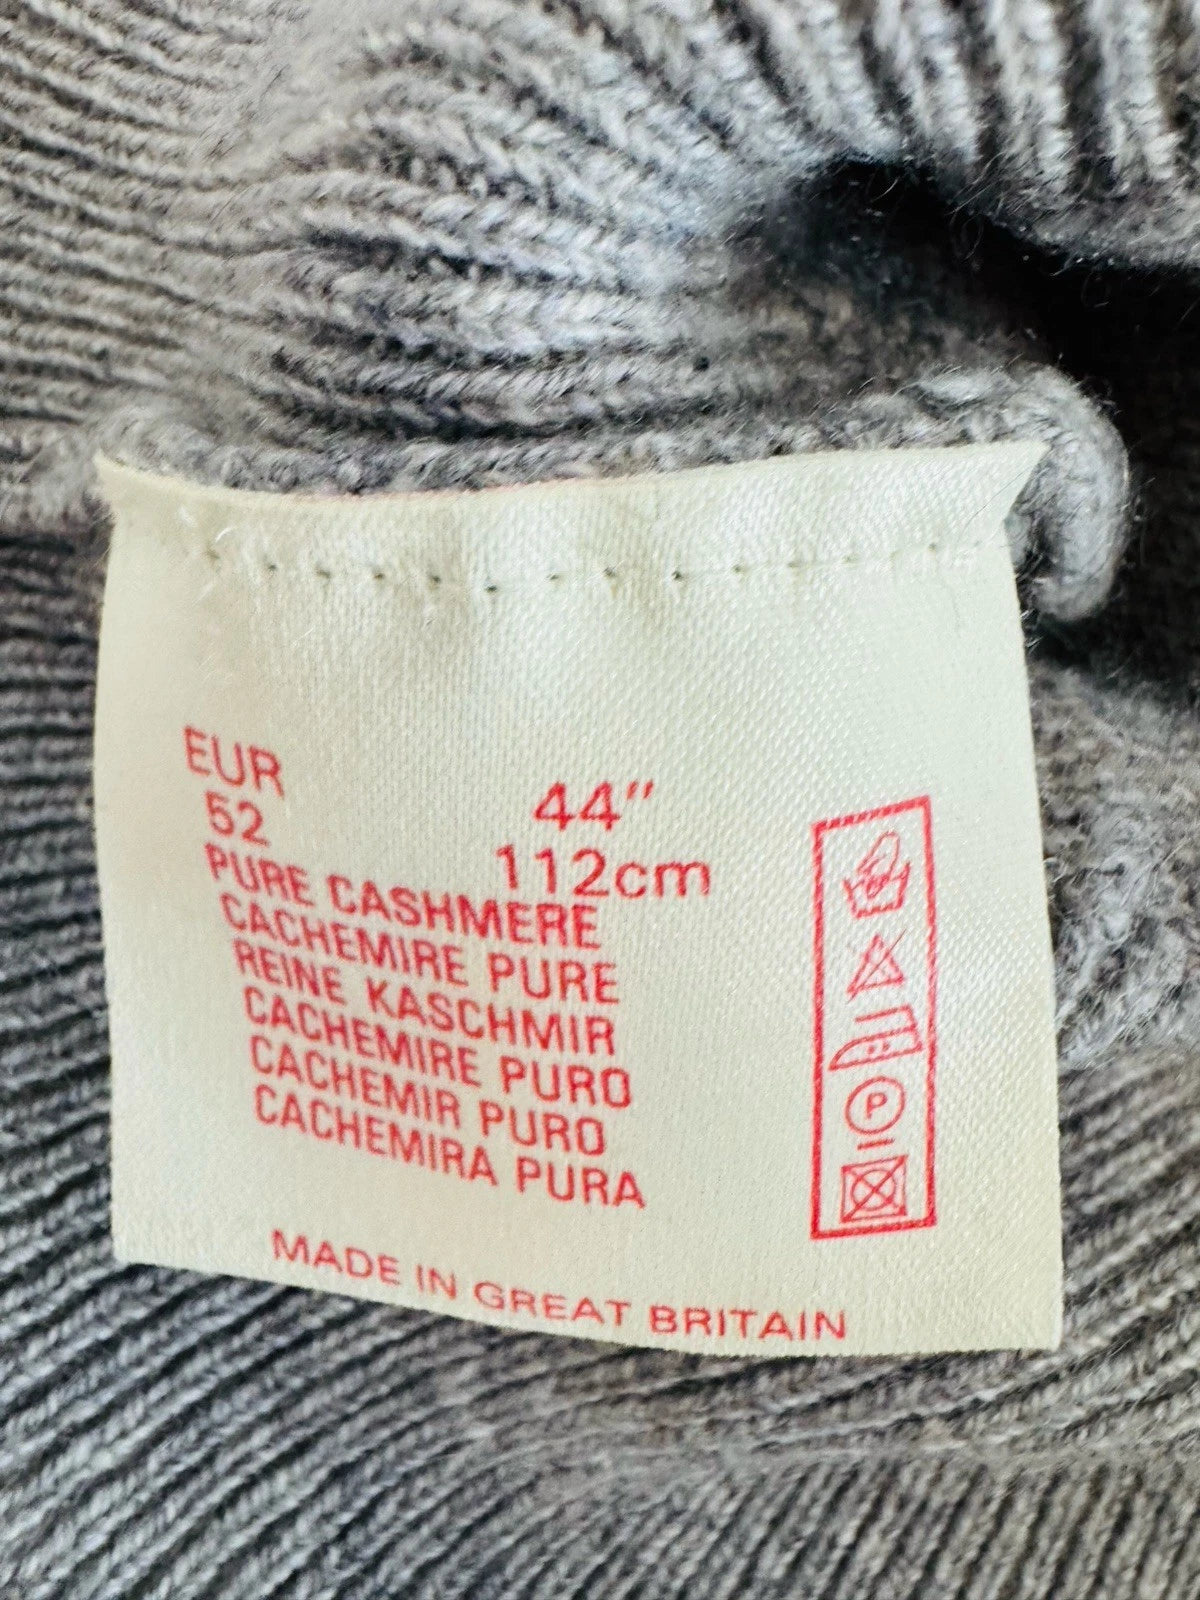 EUR
52
44"
112cm
PURE CASHMERE
CACHEMIRE PURE
REINE KASCHMIR
CACHEMIRE PURO
CACHEMIR PURO
CACHEMIRA PURA
P
MADE IN GREAT BRITAIN